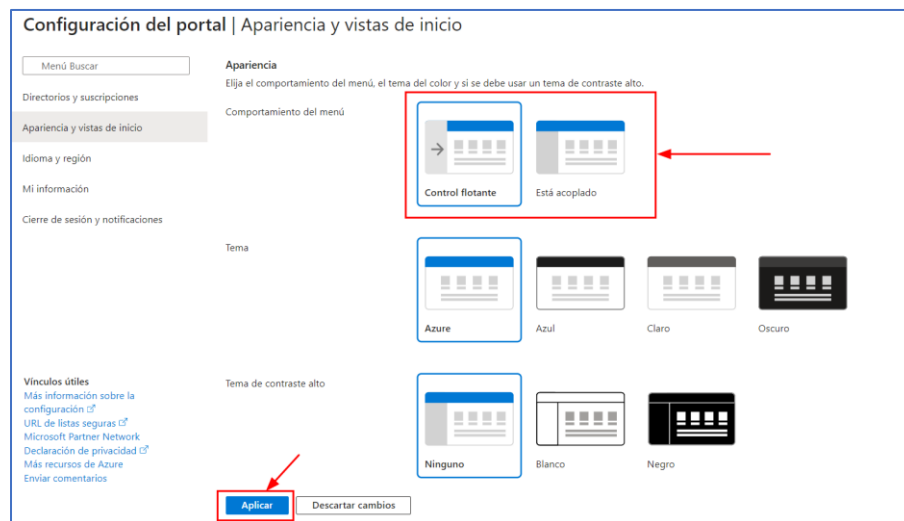 Configuración del portal | Apariencia y vistas de inicio
Menú Buscar
Directorios y suscripciones
Apariencia y vistas de inicio
Idioma y región
Mi información
Cierre de sesión y notificaciones
Vínculos útiles
Más información sobre la
configuración
URL de listas seguras
Microsoft Partner Network
Declaración de privacidad
Más recursos de Azure
Enviar comentarios
Apariencia
Elija el comportamiento del menú, el tema del color y si se debe usar un tema de contraste alto.
Comportamiento del menú
Control flotante
Está acoplado
Tema
Azure
Azul
Claro
Oscuro
Tema de contraste alto
Ninguno
Blanco
Negro
Aplicar
Descartar cambios